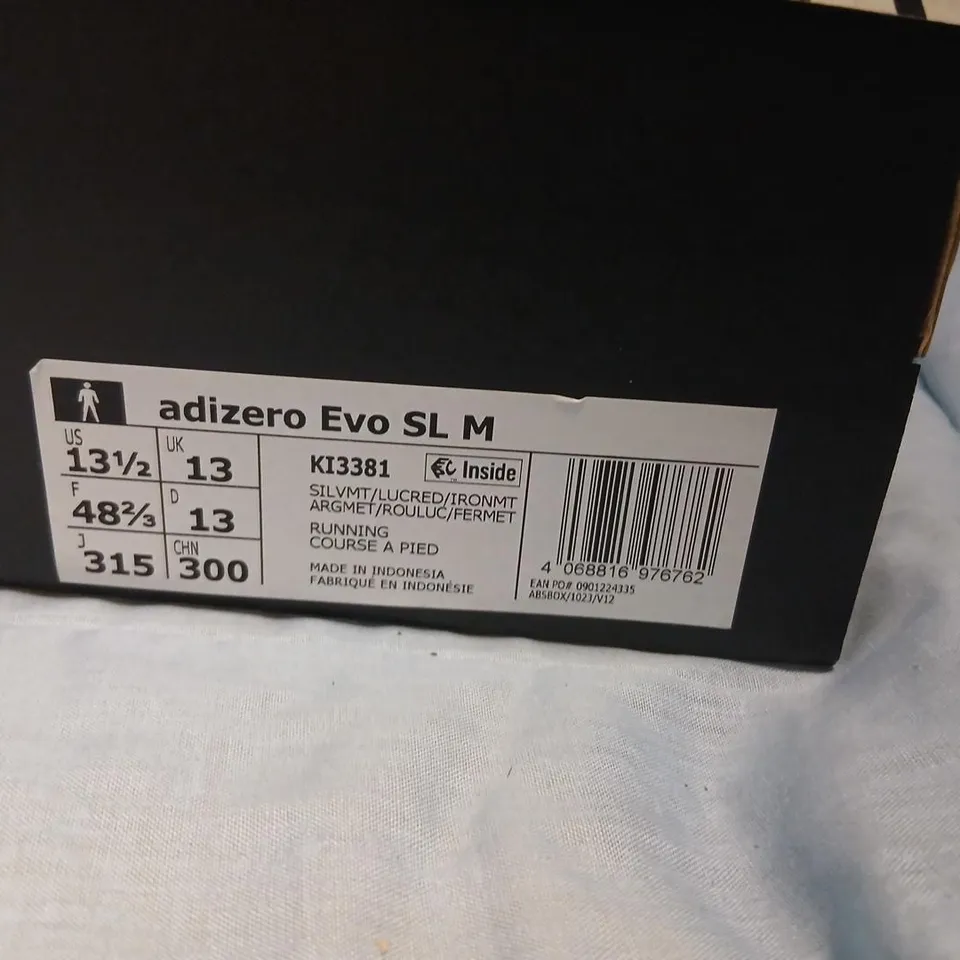 adizero Evo SL M
US
13½
UK
13
F
48⅔
D
13
J
315
CHN
300
KI3381
Inside
SILVMT/LUCRED/IRONMT
ARGMET/ROULUC/FERMET
RUNNING
COURSE A PIED
MADE IN INDONESIA
FABRIQUÉ EN INDONÉSIE
4 068816 976762
EAN PO# 0901224335
ABSBOX/1023/V12